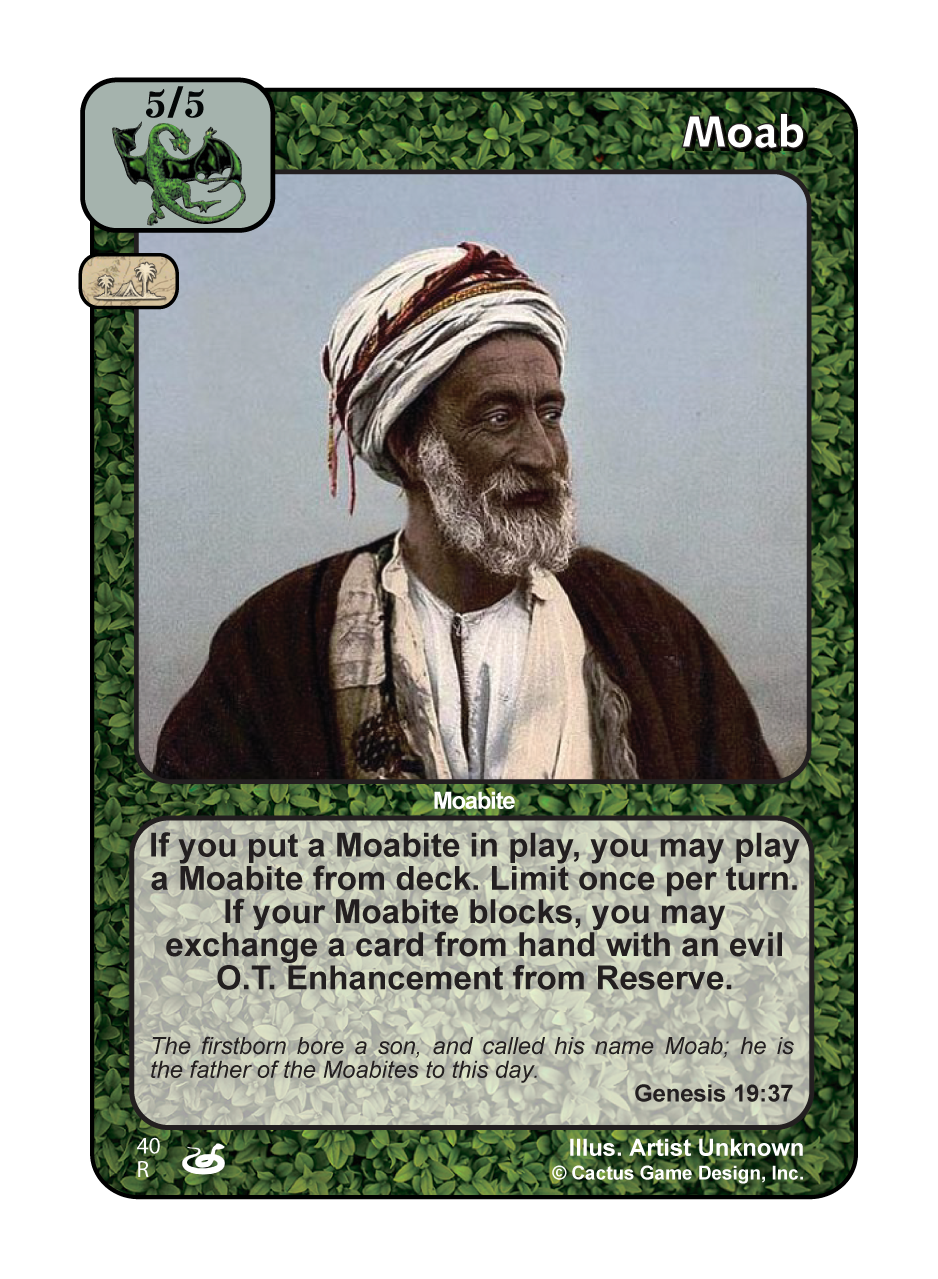 5/5
Moab
Moabite
If you put a Moabite in play, you may play
a Moabite from deck. Limit once per turn.
If your Moabite blocks, you may
exchange a card from hand with an evil
O.T. Enhancement from Reserve.
The firstborn bore a son, and called his name Moab; he is
the father of the Moabites to this day.
Genesis 19:37
40
R
Illus. Artist Unknown
© Cactus Game Design, Inc.